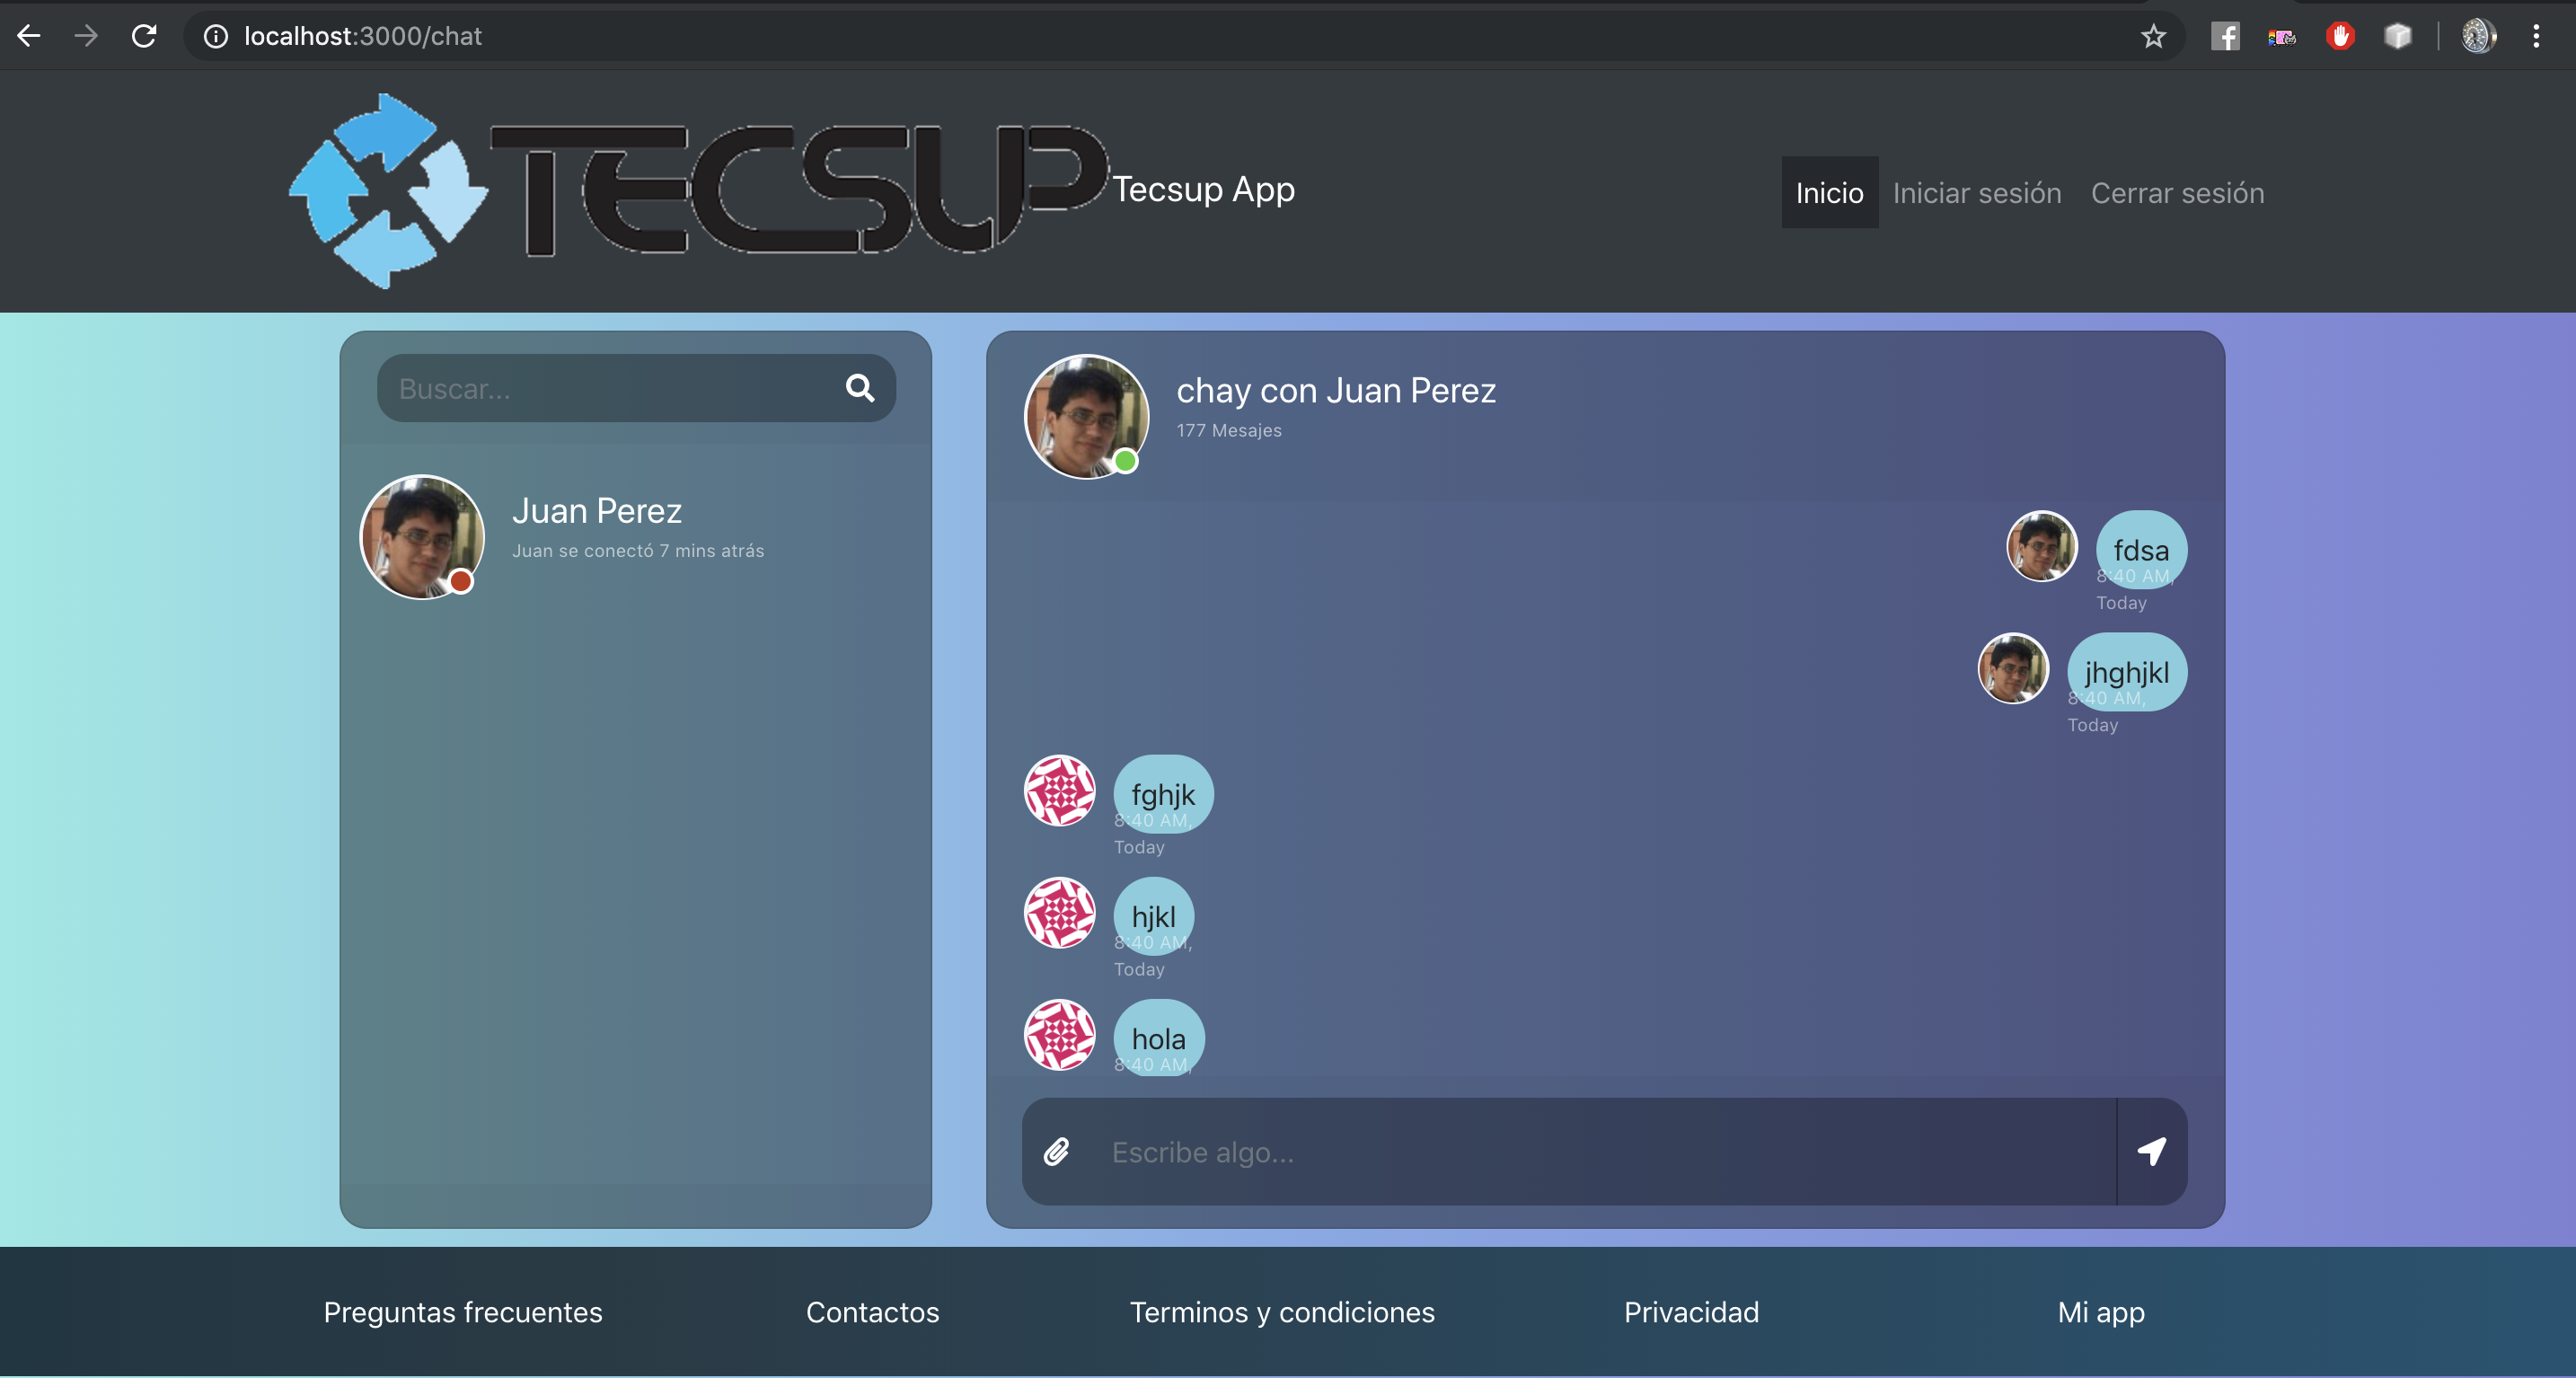 localhost:3000/chat
TECSUP
Tecsup App
Inicio
Iniciar sesión
Cerrar sesión
Buscar...
Juan Perez
Juan se conectó 7 mins atrás
chay con Juan Perez
177 Mesajes
fdsa
8:40 AM,
Today
jhghjkl
8:40 AM,
Today
fghjk
8:40 AM,
Today
hjkl
8:40 AM,
Today
hola
8:40 AM,
Escribe algo...
Preguntas frecuentes
Contactos
Terminos y condiciones
Privacidad
Mi app